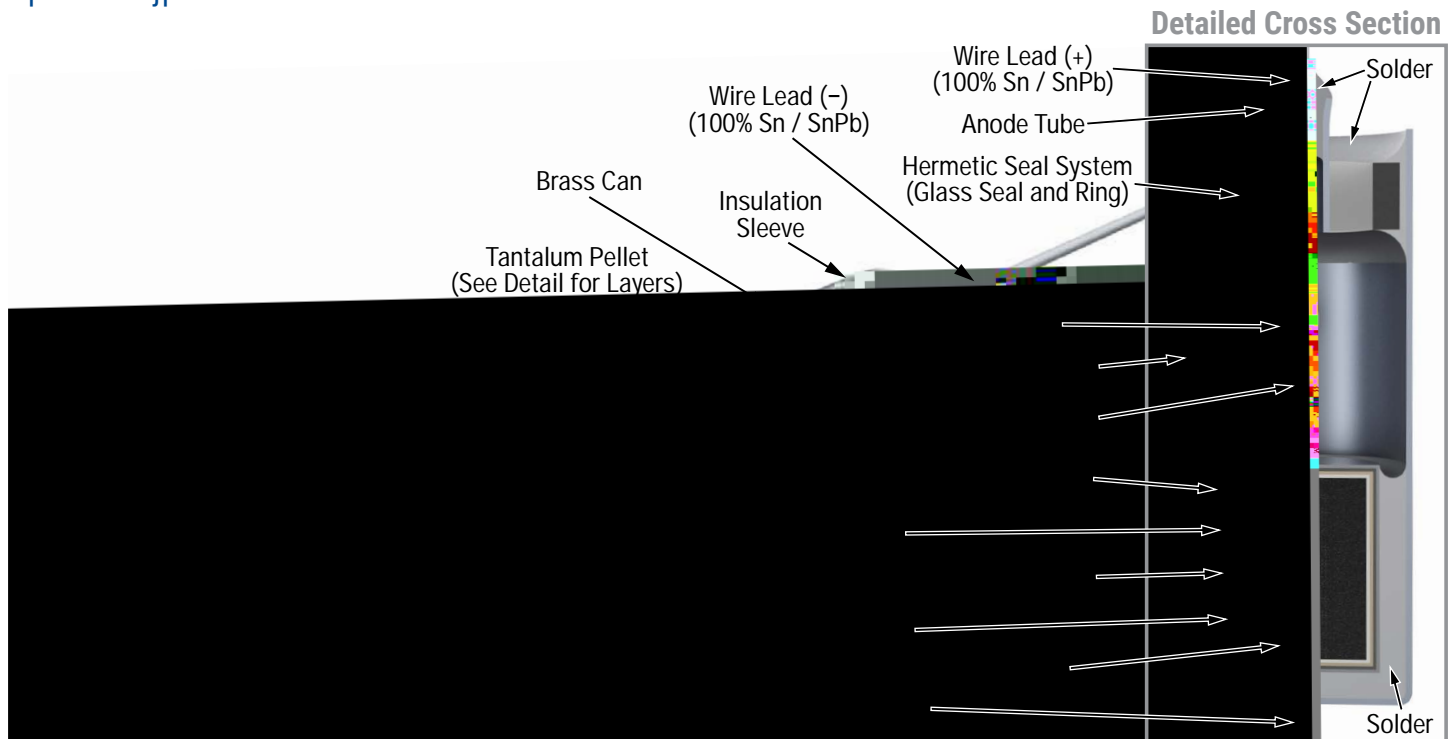 Detailed Cross Section
Wire Lead (+)
(100% Sn / SnPb)
Solder
Wire Lead (−)
(100% Sn / SnPb)
Anode Tube
Hermetic Seal System
(Glass Seal and Ring)
Brass Can
Insulation
Sleeve
Tantalum Pellet
(See Detail for Layers)
Solder